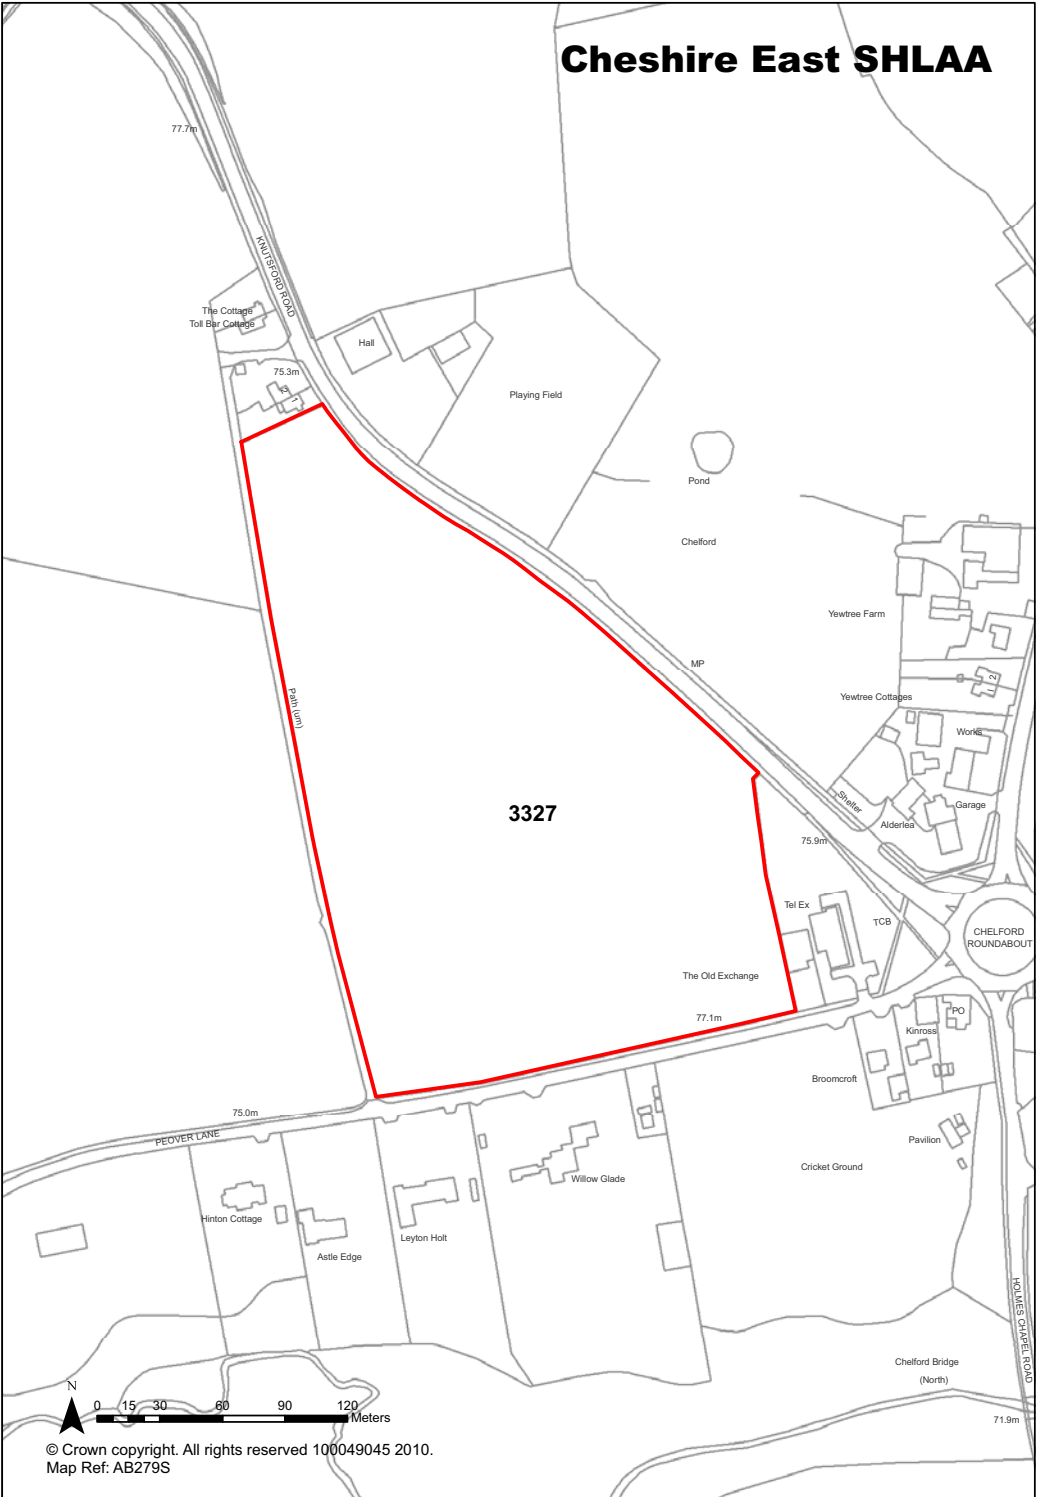 Cheshire East SHLAA
77.7m
KNUTSFORD ROAD
The Cottage
Toll Bar Cottage
Hall
75.3m
2
1
Playing Field
Pond
Chelford
Yewtree Farm
MP
2
1
Yewtree Cottages
Path (um)
Works
Shelter
Garage
3327
Alderlea
75.9m
Tel Ex
TCB
CHELFORD
ROUNDABOUT
The Old Exchange
77.1m
PO
Kinross
Broomcroft
75.0m
PEOVER LANE
Pavilion
Cricket Ground
Willow Glade
Hinton Cottage
Leyton Holt
Astle Edge
HOLMES CHAPEL ROAD
Chelford Bridge
(North)
71.9m
N
0 15 30 60 90 120
Meters
© Crown copyright. All rights reserved 100049045 2010.
Map Ref: AB279S